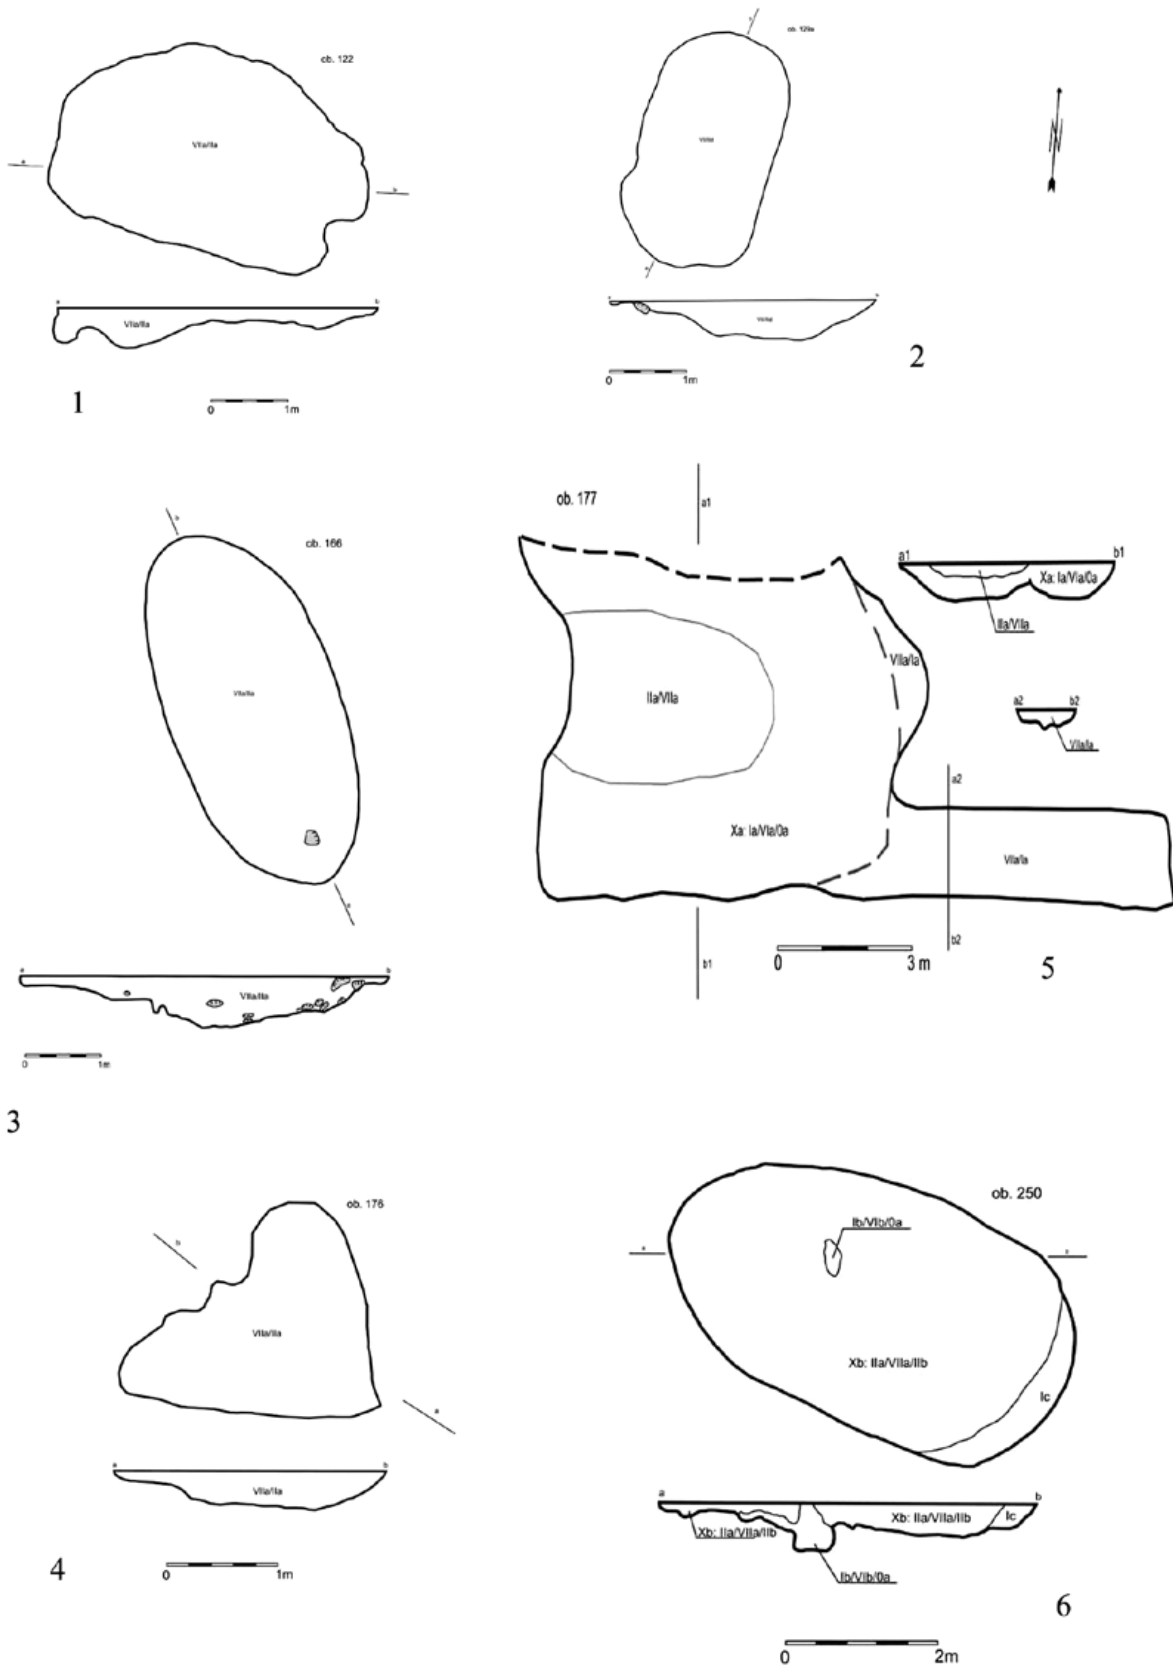 ob. 122
VIIa/IIa
a
b
a
b
VIIa/IIa
1
0
1m
ob. 129a
N
2
0
1m
ob. 166
b
VIIa/IIa
a
a
b
VIIa/IIa
0
1m
3
ob. 177
a1
IIa/VIIa
VIIa/Ia
Xa: Ia/VIa/0a
VIIa/Ia
a2
b2
b1
0
3 m
a1
b1
Xa: Ia/VIa/0a
IIa/VIIa
a2
b2
VIIa/Ia
5
ob. 176
b
VIIa/IIa
a
a
b
VIIa/IIa
4
0
1m
ob. 250
Ib/VIb/0a
Xb: IIa/VIIa/IIb
Ic
a
b
Xb: IIa/VIIa/IIb
Xb: IIa/VIIa/IIb
Ic
Ib/VIb/0a
6
0
2m